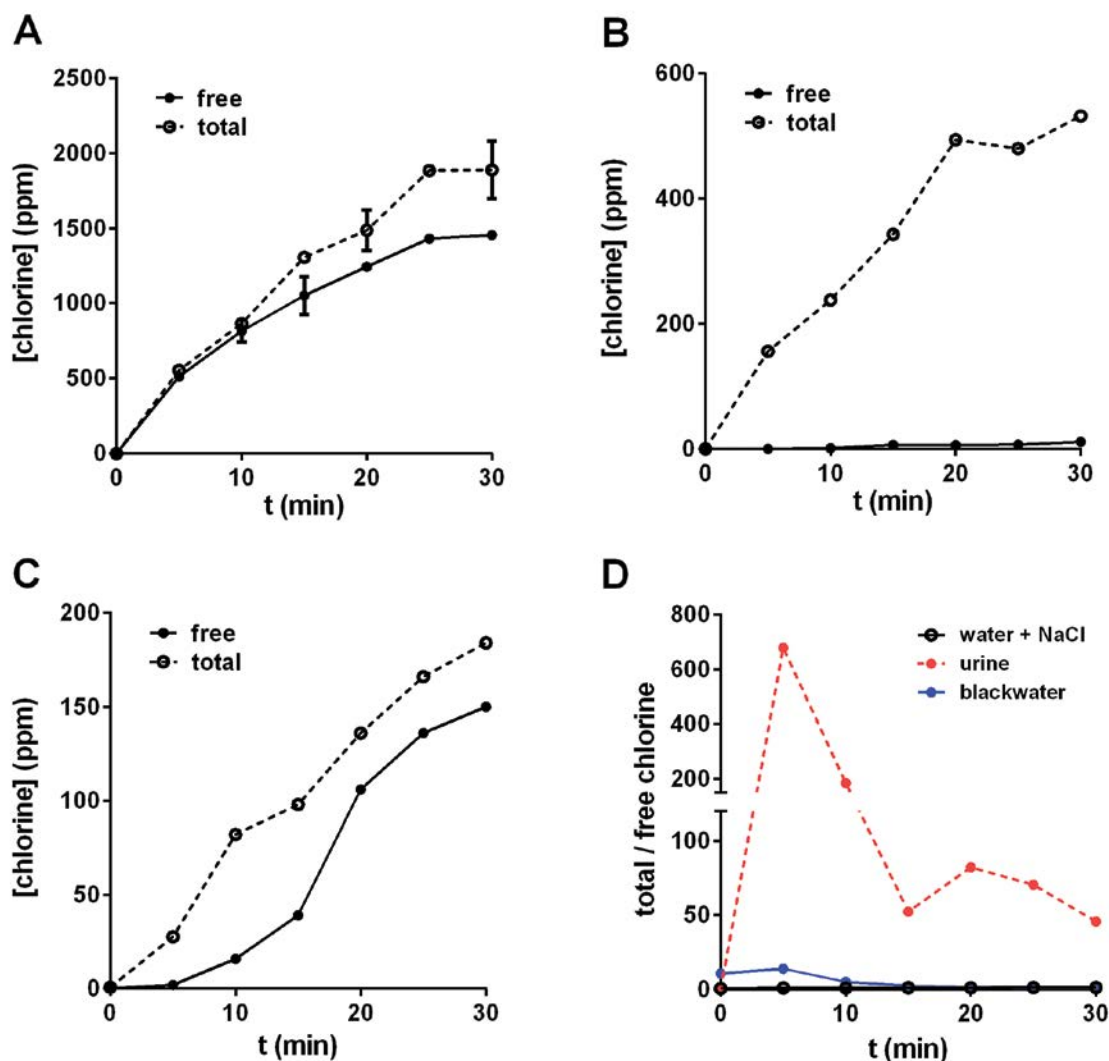 A
[chlorine] (ppm)
2500
2000
1500
1000
500
0
free
total
0 10 20 30
t (min)
B
[chlorine] (ppm)
600
400
200
0
free
total
0 10 20 30
t (min)
C
[chlorine] (ppm)
200
150
100
50
0
free
total
0 10 20 30
t (min)
D
total / free chlorine
800
600
400
200
100
50
0
water + NaCl
urine
blackwater
0 10 20 30
t (min)